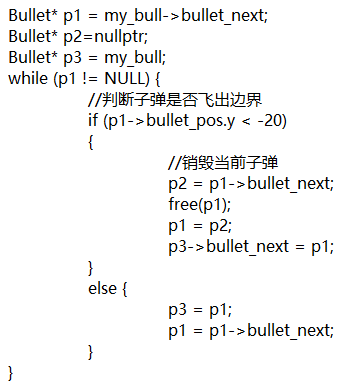 Bullet* p1 = my_bull->bullet_next;
Bullet* p2=nullptr;
Bullet* p3 = my_bull;
while (p1 != NULL) {
//判断子弹是否飞出边界
if (p1->bullet_pos.y < -20)
{
//销毁当前子弹
p2 = p1->bullet_next;
free(p1);
p1 = p2;
p3->bullet_next = p1;
}
else {
p3 = p1;
p1 = p1->bullet_next;
}
}